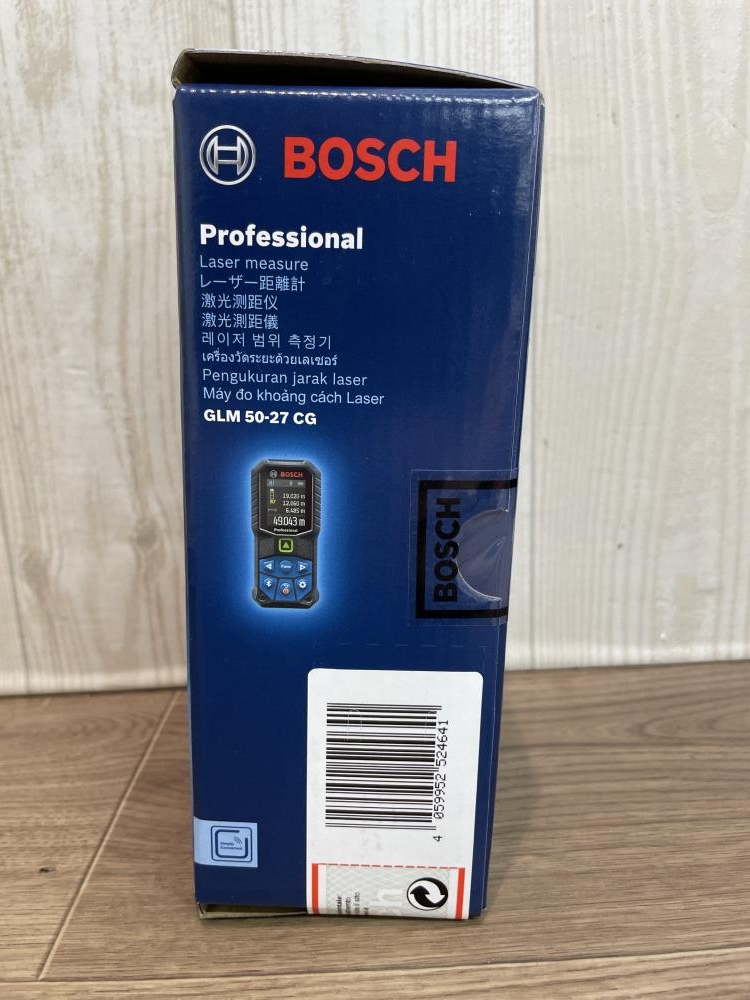 BOSCH
Professional
Laser measure
レーザー距離計
激光测距仪
激光測距儀
레이저 범위 측정기
เครื่องวัดระยะด้วยเลเซอร์
Pengukuran jarak laser
Máy đo khoảng cách Laser
GLM 50-27 CG
BOSCH
19.020 m
12.060 m
6.485 m
49.043 m
Professional
Func
BOSCH
4 059952 524641